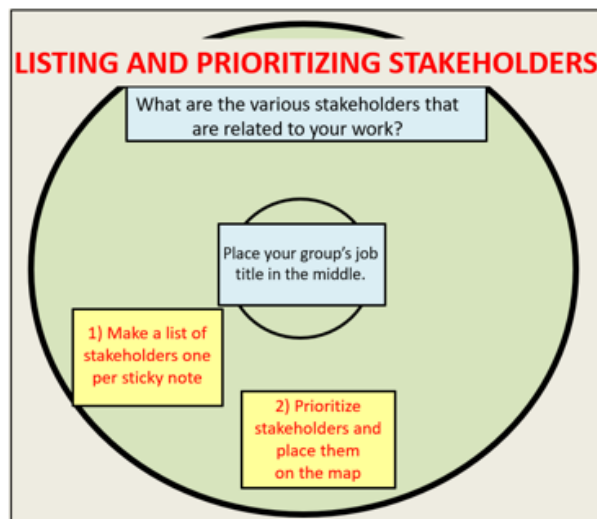 LISTING AND PRIORITIZING STAKEHOLDERS
What are the various stakeholders that
are related to your work?
Place your group's job
title in the middle.
1) Make a list of
stakeholders one
per sticky note
2) Prioritize
stakeholders and
place them
on the map